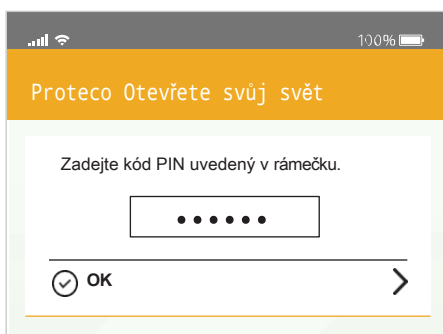 100%
Proteco Otevřete svůj svět
Zadejte kód PIN uvedený v rámečku.
••••••
OK